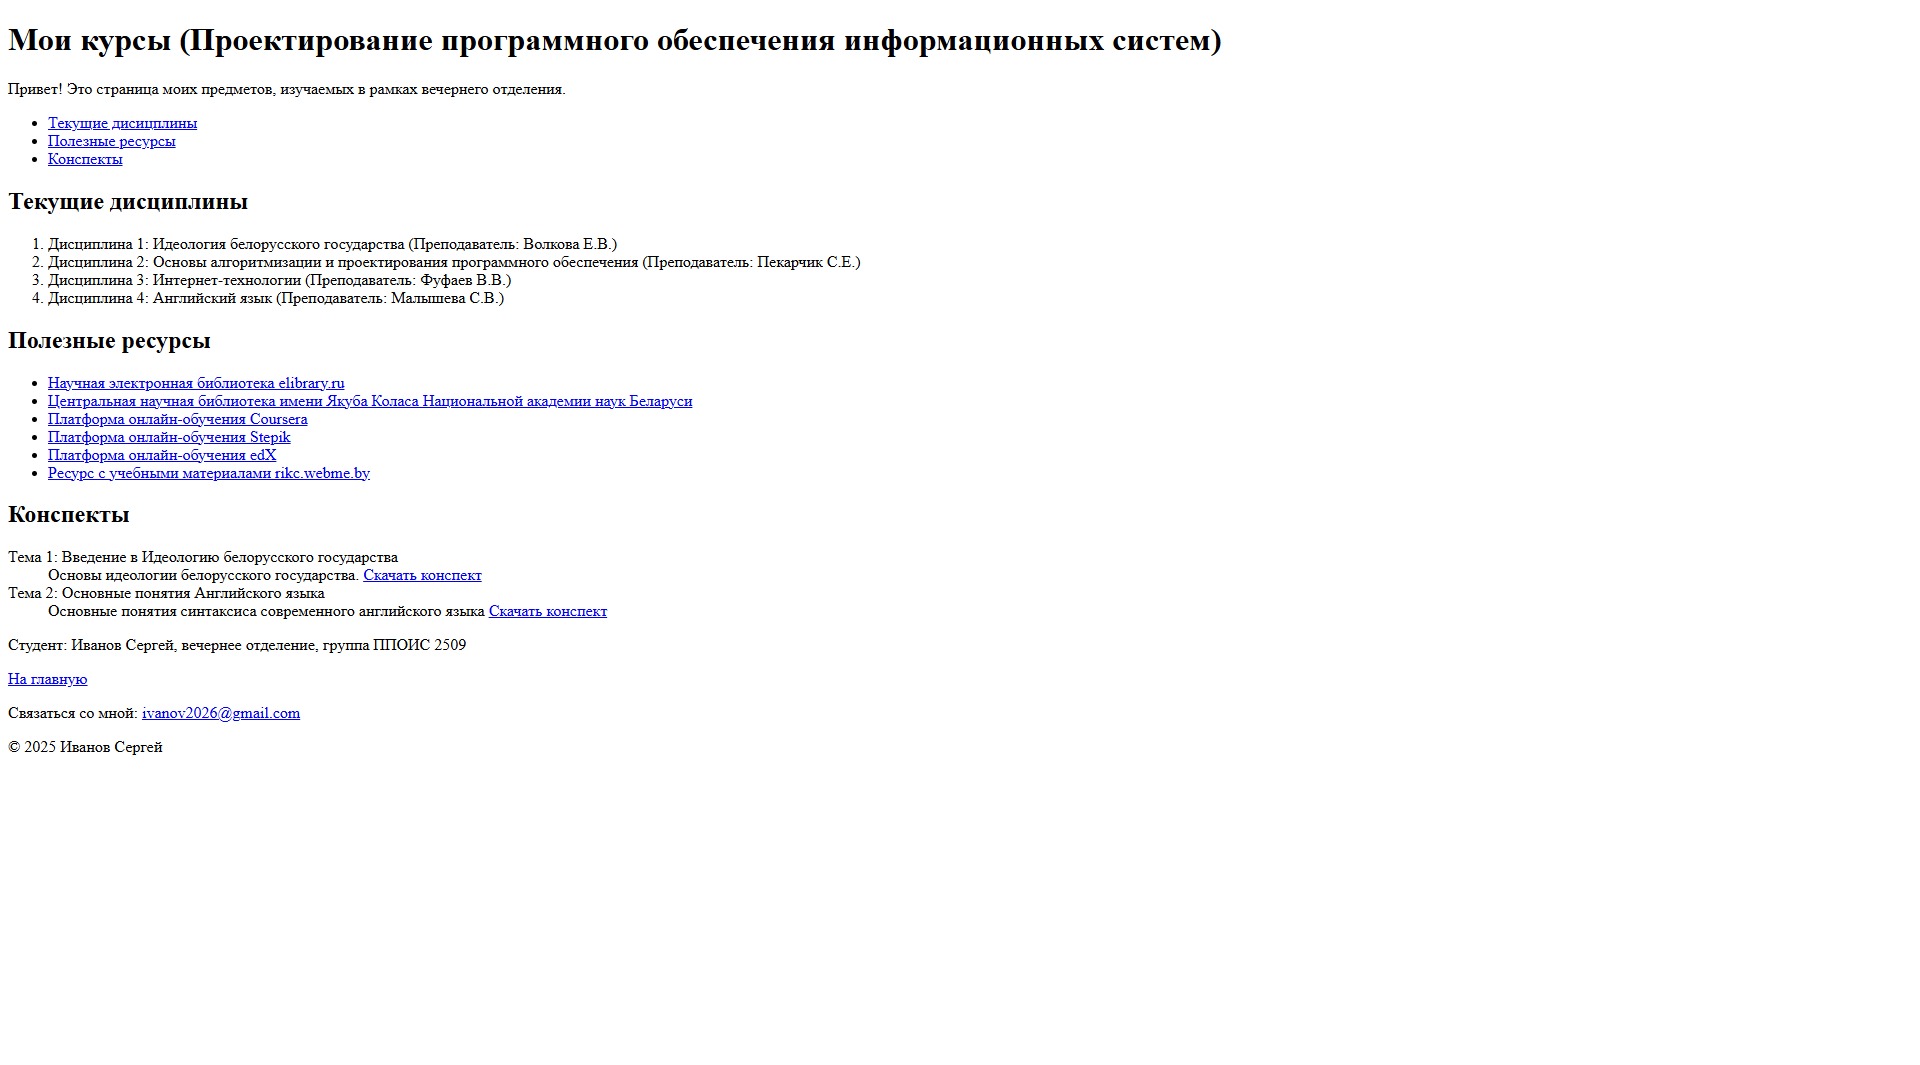 Мои курсы (Проектирование программного обеспечения информационных систем)
Привет! Это страница моих предметов, изучаемых в рамках вечернего отделения.
Текущие дисицплины
Полезные ресурсы
Конспекты
Текущие дисциплины
1. Дисциплина 1: Идеология белорусского государства (Преподаватель: Волкова Е.В.)
2. Дисциплина 2: Основы алгоритмизации и проектирования программного обеспечения (Преподаватель: Пекарчик С.Е.)
3. Дисциплина 3: Интернет-технологии (Преподаватель: Фуфаев В.В.)
4. Дисциплина 4: Английский язык (Преподаватель: Малышева С.В.)
Полезные ресурсы
Научная электронная библиотека elibrary.ru
Центральная научная библиотека имени Якуба Коласа Национальной академии наук Беларуси
Платформа онлайн-обучения Coursera
Платформа онлайн-обучения Stepik
Платформа онлайн-обучения edX
Ресурс с учебными материалами rikc.webme.by
Конспекты
Тема 1: Введение в Идеологию белорусского государства
Основы идеологии белорусского государства. Скачать конспект
Тема 2: Основные понятия Английского языка
Основные понятия синтаксиса современного английского языка Скачать конспект
Студент: Иванов Сергей, вечернее отделение, группа ППОИС 2509
На главную
Связаться со мной: ivanov2026@gmail.com
© 2025 Иванов Сергей